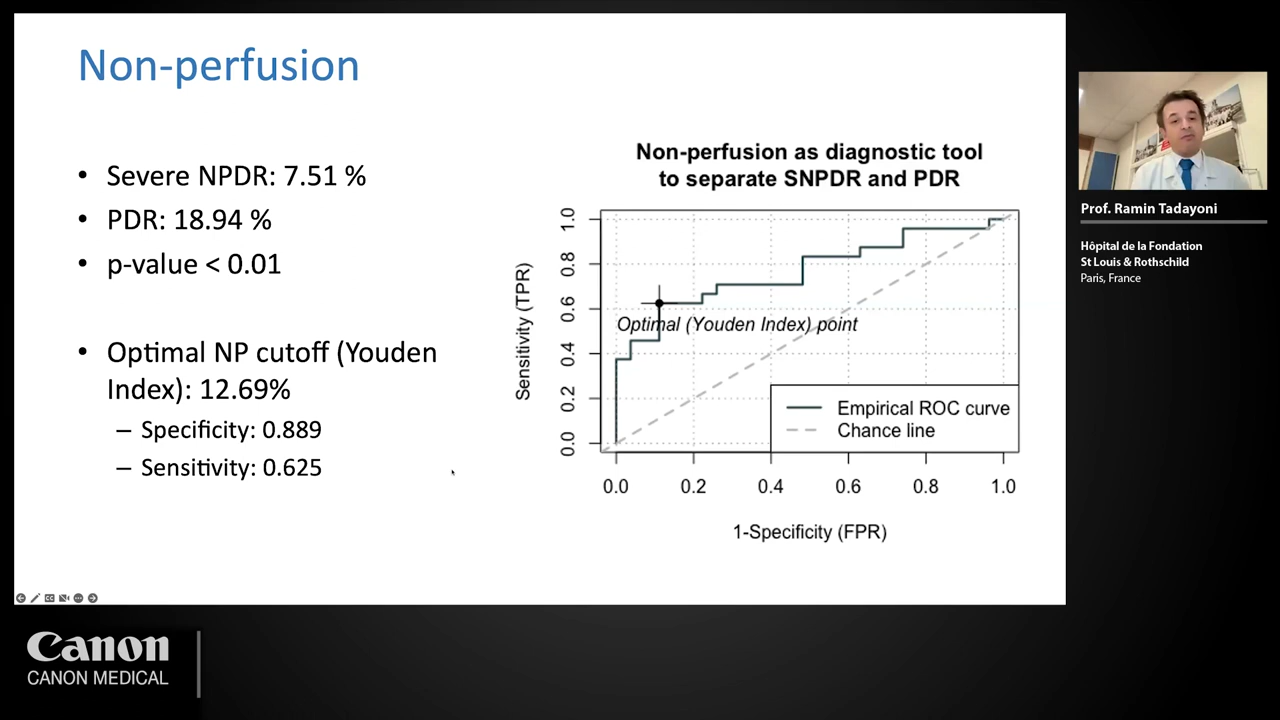 Non-perfusion
• Severe NPDR: 7.51 %
• PDR: 18.94 %
• p-value < 0.01
• Optimal NP cutoff (Youden
Index): 12.69%
– Specificity: 0.889
– Sensitivity: 0.625
Non-perfusion as diagnostic tool
to separate SNPDR and PDR
Sensitivity (TPR)
1.0
0.8
0.6
0.4
0.2
0.0
Optimal (Youden Index) point
Empirical ROC curve
Chance line
0.0 0.2 0.4 0.6 0.8 1.0
1-Specificity (FPR)
Prof. Ramin Tadayoni
Hôpital de la Fondation
St Louis & Rothschild
Paris, France
Canon
CANON MEDICAL